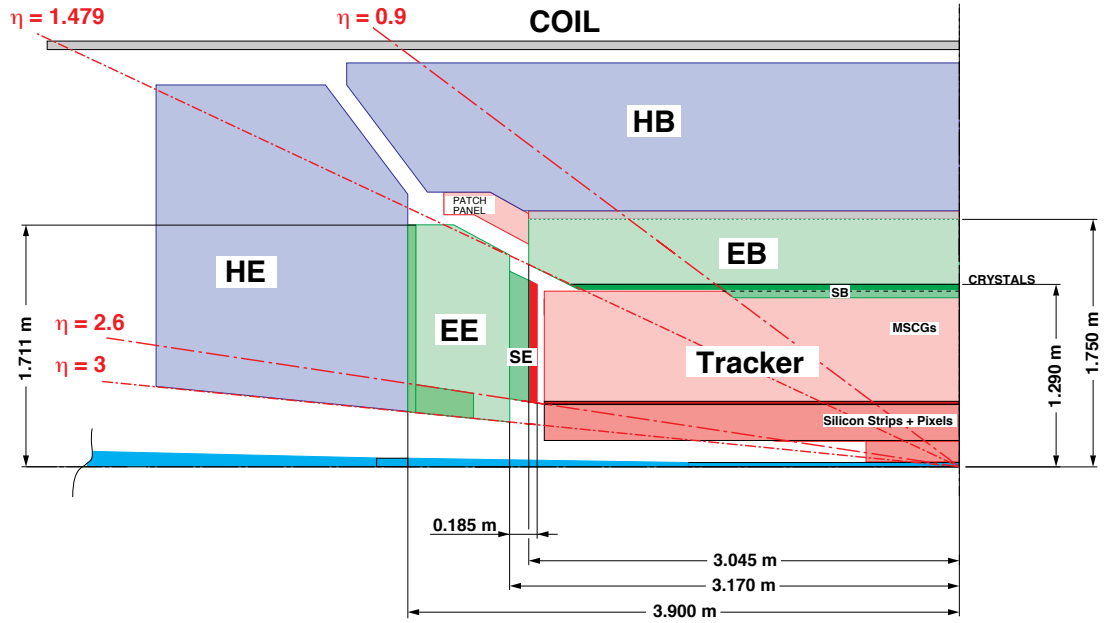 η = 1.479
η = 0.9
COIL
HB
PATCH
PANEL
HE
EB
CRYSTALS
SB
η = 2.6
EE
MSCGs
1.711 m
SE
Tracker
1.290 m
1.750 m
η = 3
Silicon Strips + Pixels
0.185 m
3.045 m
3.170 m
3.900 m